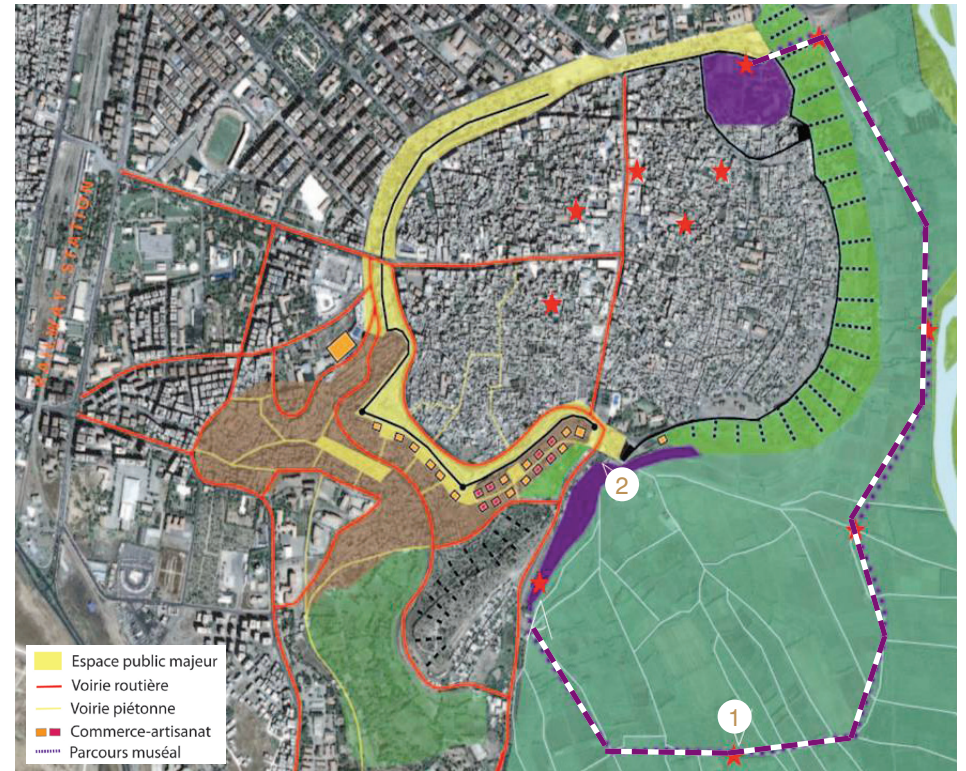 RAILWAY STATION
2
1
Espace public majeur
Voirie routière
Voirie piétonne
Commerce-artisanat
Parcours muséal